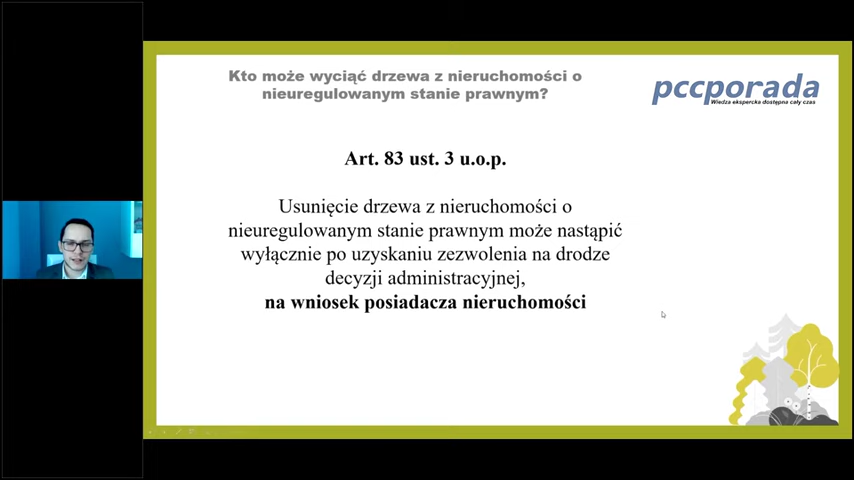 Kto może wyciąć drzewa z nieruchomości o
nieuregulowanym stanie prawnym?
pccporada
Wiedza ekspercka dostępna cały czas
Art. 83 ust. 3 u.o.p.
Usunięcie drzewa z nieruchomości o
nieuregulowanym stanie prawnym może nastąpić
wyłącznie po uzyskaniu zezwolenia na drodze
decyzji administracyjnej,
na wniosek posiadacza nieruchomości